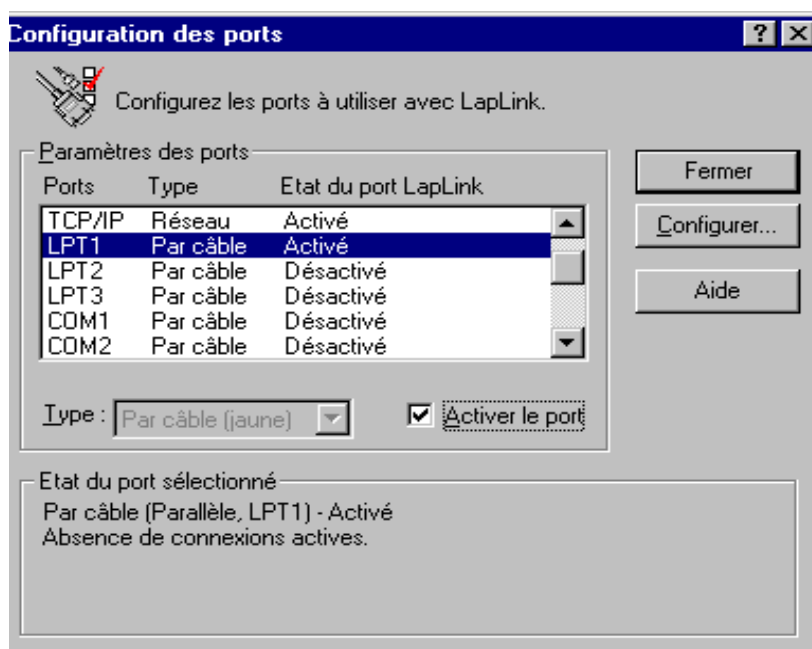 Configuration des ports
Configurez les ports à utiliser avec LapLink.
Paramètres des ports
Ports Type Etat du port LapLink
TCP/IP Réseau Activé
LPT1 Par câble Activé
LPT2 Par câble Désactivé
LPT3 Par câble Désactivé
COM1 Par câble Désactivé
COM2 Par câble Désactivé
Type : Par câble (jaune) Activer le port
Fermer
Configurer...
Aide
Etat du port sélectionné
Par câble (Parallèle, LPT1) - Activé
Absence de connexions actives.